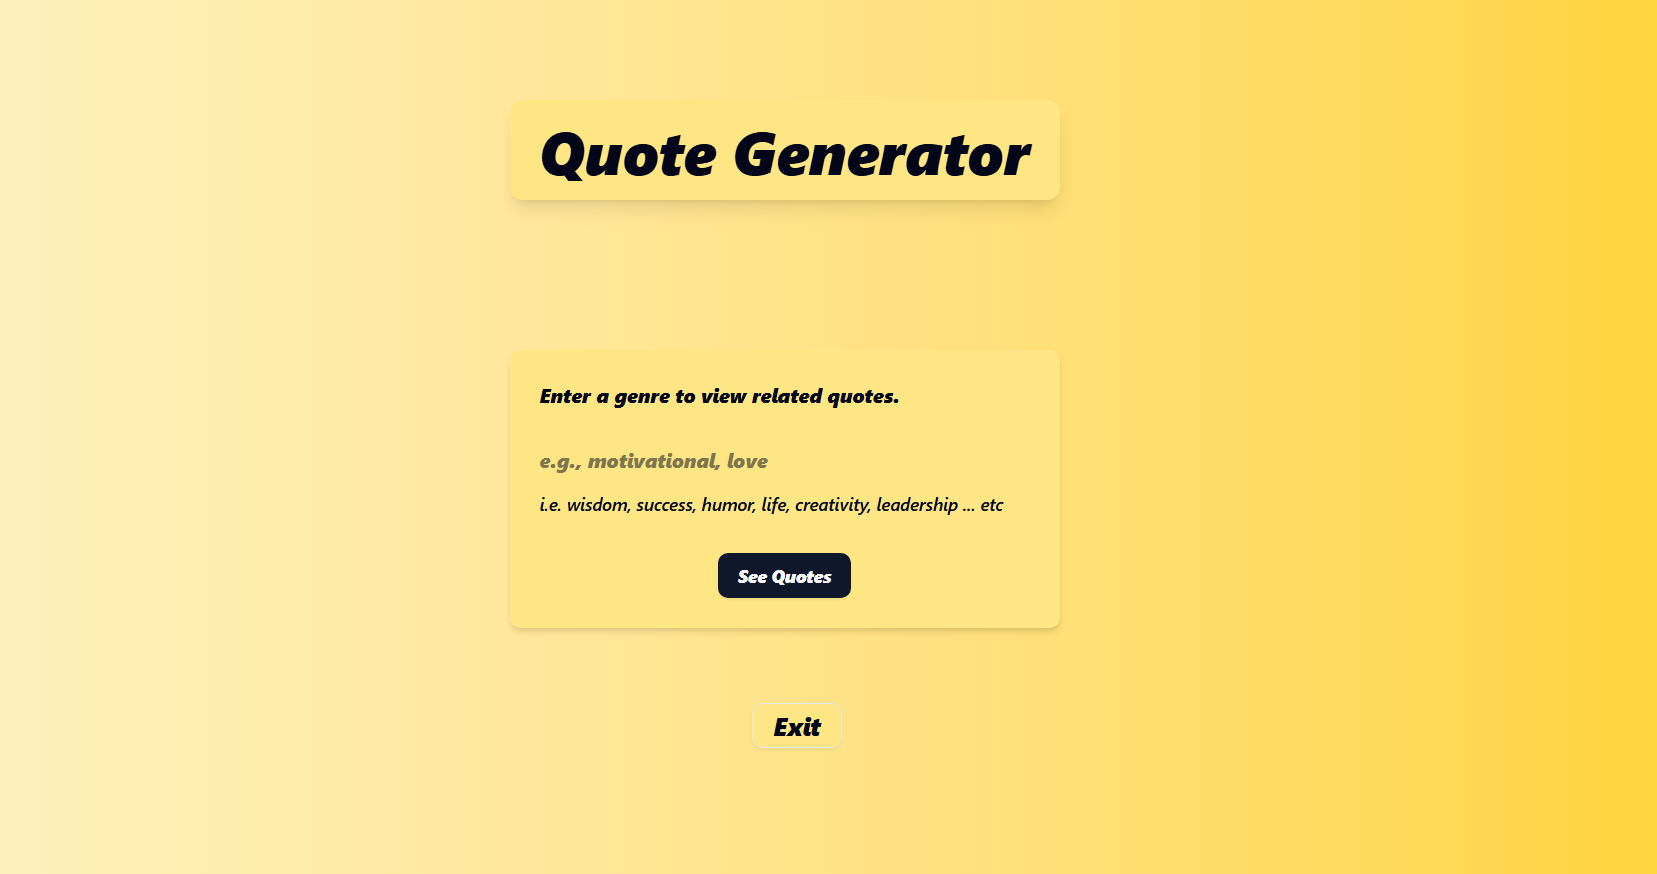 Quote Generator
Enter a genre to view related quotes.
e.g., motivational, love
i.e. wisdom, success, humor, life, creativity, leadership ... etc
See Quotes
Exit